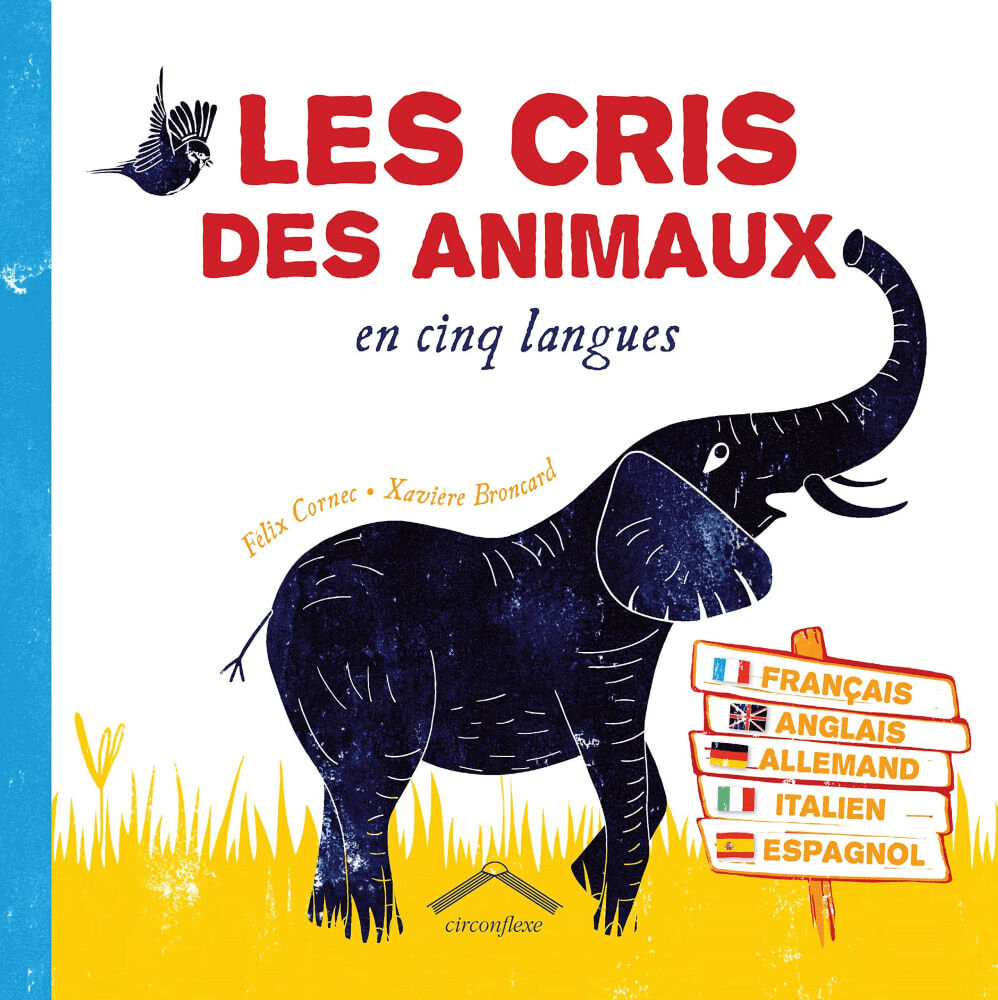 LES CRIS
DES ANIMAUX
en cinq langues
Félix Cornec • Xavière Broncard
FRANÇAIS
ANGLAIS
ALLEMAND
ITALIEN
ESPAGNOL
circonflexe